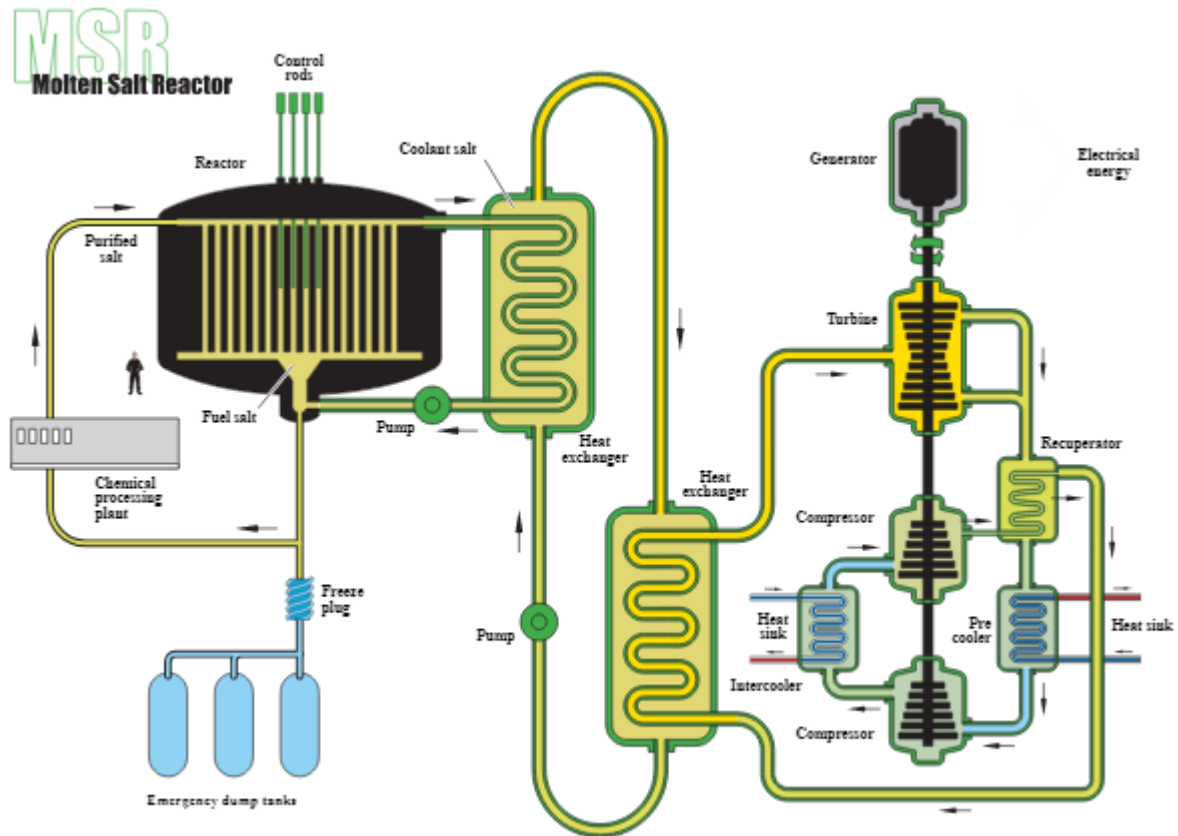 MSR
Molten Salt Reactor
Control
rods
Reactor
Coolant salt
Generator
Electrical
energy
Purified
salt
Turbine
Fuel salt
Pump
Heat
exchanger
Recuperator
Heat
exchanger
Chemical
processing
plant
Compressor
Freeze
plug
Pump
Heat
sink
Pre
cooler
Heat sink
Intercooler
Compressor
Emergency dump tanks